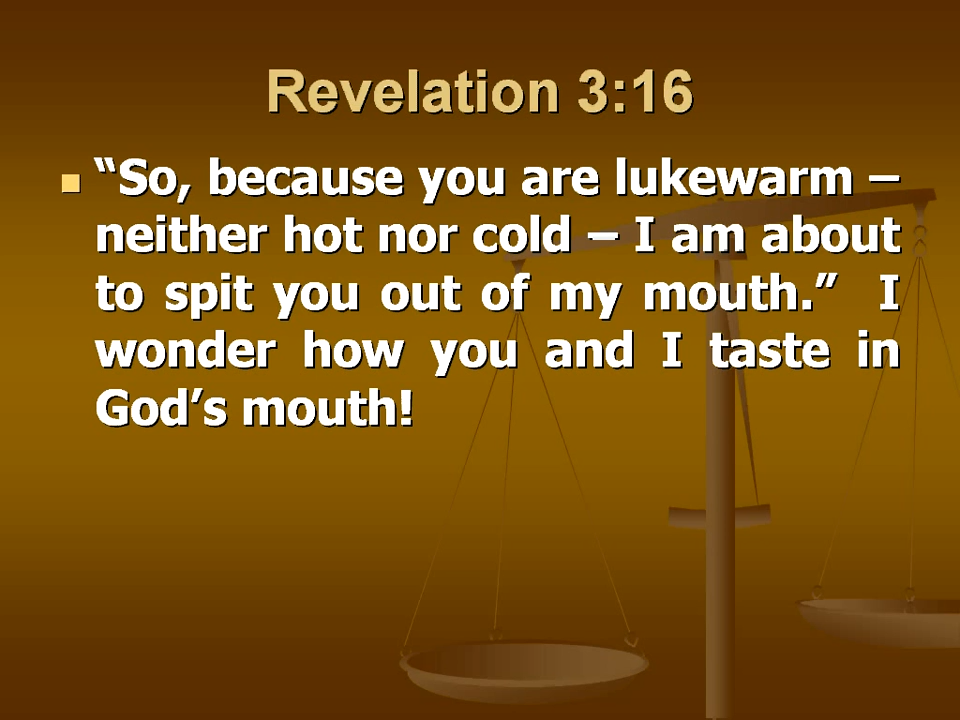 Revelation 3:16
“So, because you are lukewarm –
neither hot nor cold – I am about
to spit you out of my mouth.” I
wonder how you and I taste in
God’s mouth!